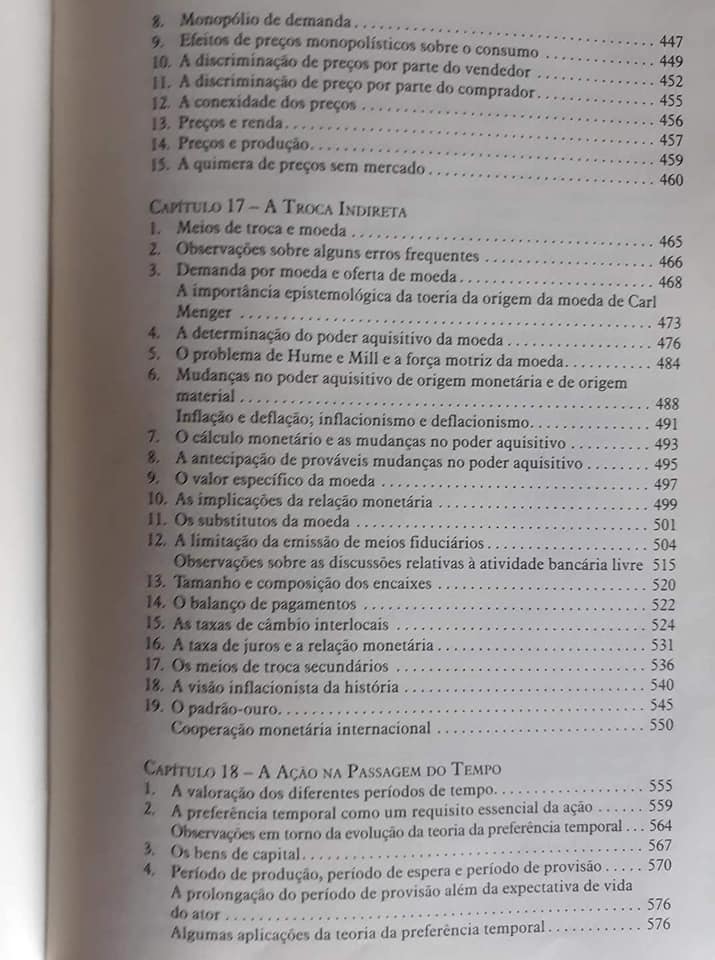 8. Monopólio de demanda . . . . . . . . . . . . . . . . . . . . . . . . . . . . . . . . . . . . 447
9. Efeitos de preços monopolísticos sobre o consumo . . . . . . . . . . . . . 449
10. A discriminação de preços por parte do vendedor . . . . . . . . . . . . . 452
11. A discriminação de preço por parte do comprador . . . . . . . . . . . . . 455
12. A conexidade dos preços . . . . . . . . . . . . . . . . . . . . . . . . . . . . . . . . 456
13. Preços e renda . . . . . . . . . . . . . . . . . . . . . . . . . . . . . . . . . . . . . . . . 457
14. Preços e produção . . . . . . . . . . . . . . . . . . . . . . . . . . . . . . . . . . . . . 459
15. A quimera de preços sem mercado . . . . . . . . . . . . . . . . . . . . . . . . 460
CAPÍTULO 17 – A TROCA INDIRETA
1. Meios de troca e moeda . . . . . . . . . . . . . . . . . . . . . . . . . . . . . . . . . 465
2. Observações sobre alguns erros frequentes . . . . . . . . . . . . . . . . . . 466
3. Demanda por moeda e oferta de moeda . . . . . . . . . . . . . . . . . . . . . 468
A importância epistemológica da toeria da origem da moeda de Carl
Menger . . . . . . . . . . . . . . . . . . . . . . . . . . . . . . . . . . . . . . . . . . . . . . 473
4. A determinação do poder aquisitivo da moeda . . . . . . . . . . . . . . . 476
5. O problema de Hume e Mill e a força motriz da moeda . . . . . . . . . 484
6. Mudanças no poder aquisitivo de origem monetária e de origem
material . . . . . . . . . . . . . . . . . . . . . . . . . . . . . . . . . . . . . . . . . . . . . 488
Inflação e deflação; inflacionismo e deflacionismo . . . . . . . . . . . . . 491
7. O cálculo monetário e as mudanças no poder aquisitivo . . . . . . . . 493
8. A antecipação de prováveis mudanças no poder aquisitivo . . . . . . 495
9. O valor específico da moeda . . . . . . . . . . . . . . . . . . . . . . . . . . . . . 497
10. As implicações da relação monetária . . . . . . . . . . . . . . . . . . . . . . 499
11. Os substitutos da moeda . . . . . . . . . . . . . . . . . . . . . . . . . . . . . . . . 501
12. A limitação da emissão de meios fiduciários . . . . . . . . . . . . . . . . . 504
Observações sobre as discussões relativas à atividade bancária livre 515
13. Tamanho e composição dos encaixes . . . . . . . . . . . . . . . . . . . . . . 520
14. O balanço de pagamentos . . . . . . . . . . . . . . . . . . . . . . . . . . . . . . . 522
15. As taxas de câmbio interlocais . . . . . . . . . . . . . . . . . . . . . . . . . . . 524
16. A taxa de juros e a relação monetária . . . . . . . . . . . . . . . . . . . . . . 531
17. Os meios de troca secundários . . . . . . . . . . . . . . . . . . . . . . . . . . . 536
18. A visão inflacionista da história . . . . . . . . . . . . . . . . . . . . . . . . . . 540
19. O padrão-ouro . . . . . . . . . . . . . . . . . . . . . . . . . . . . . . . . . . . . . . . . 545
Cooperação monetária internacional . . . . . . . . . . . . . . . . . . . . . . . 550
CAPÍTULO 18 – A AÇÃO NA PASSAGEM DO TEMPO
1. A valoração dos diferentes períodos de tempo . . . . . . . . . . . . . . . . 555
2. A preferência temporal como um requisito essencial da ação . . . . . . 559
Observações em torno da evolução da teoria da preferência temporal . . . 564
3. Os bens de capital . . . . . . . . . . . . . . . . . . . . . . . . . . . . . . . . . . . . . 567
4. Período de produção, período de espera e período de provisão . . . . . 570
A prolongação do período de provisão além da expectativa de vida
do ator . . . . . . . . . . . . . . . . . . . . . . . . . . . . . . . . . . . . . . . . . . . . . . 576
Algumas aplicações da teoria da preferência temporal . . . . . . . . . . . . 576